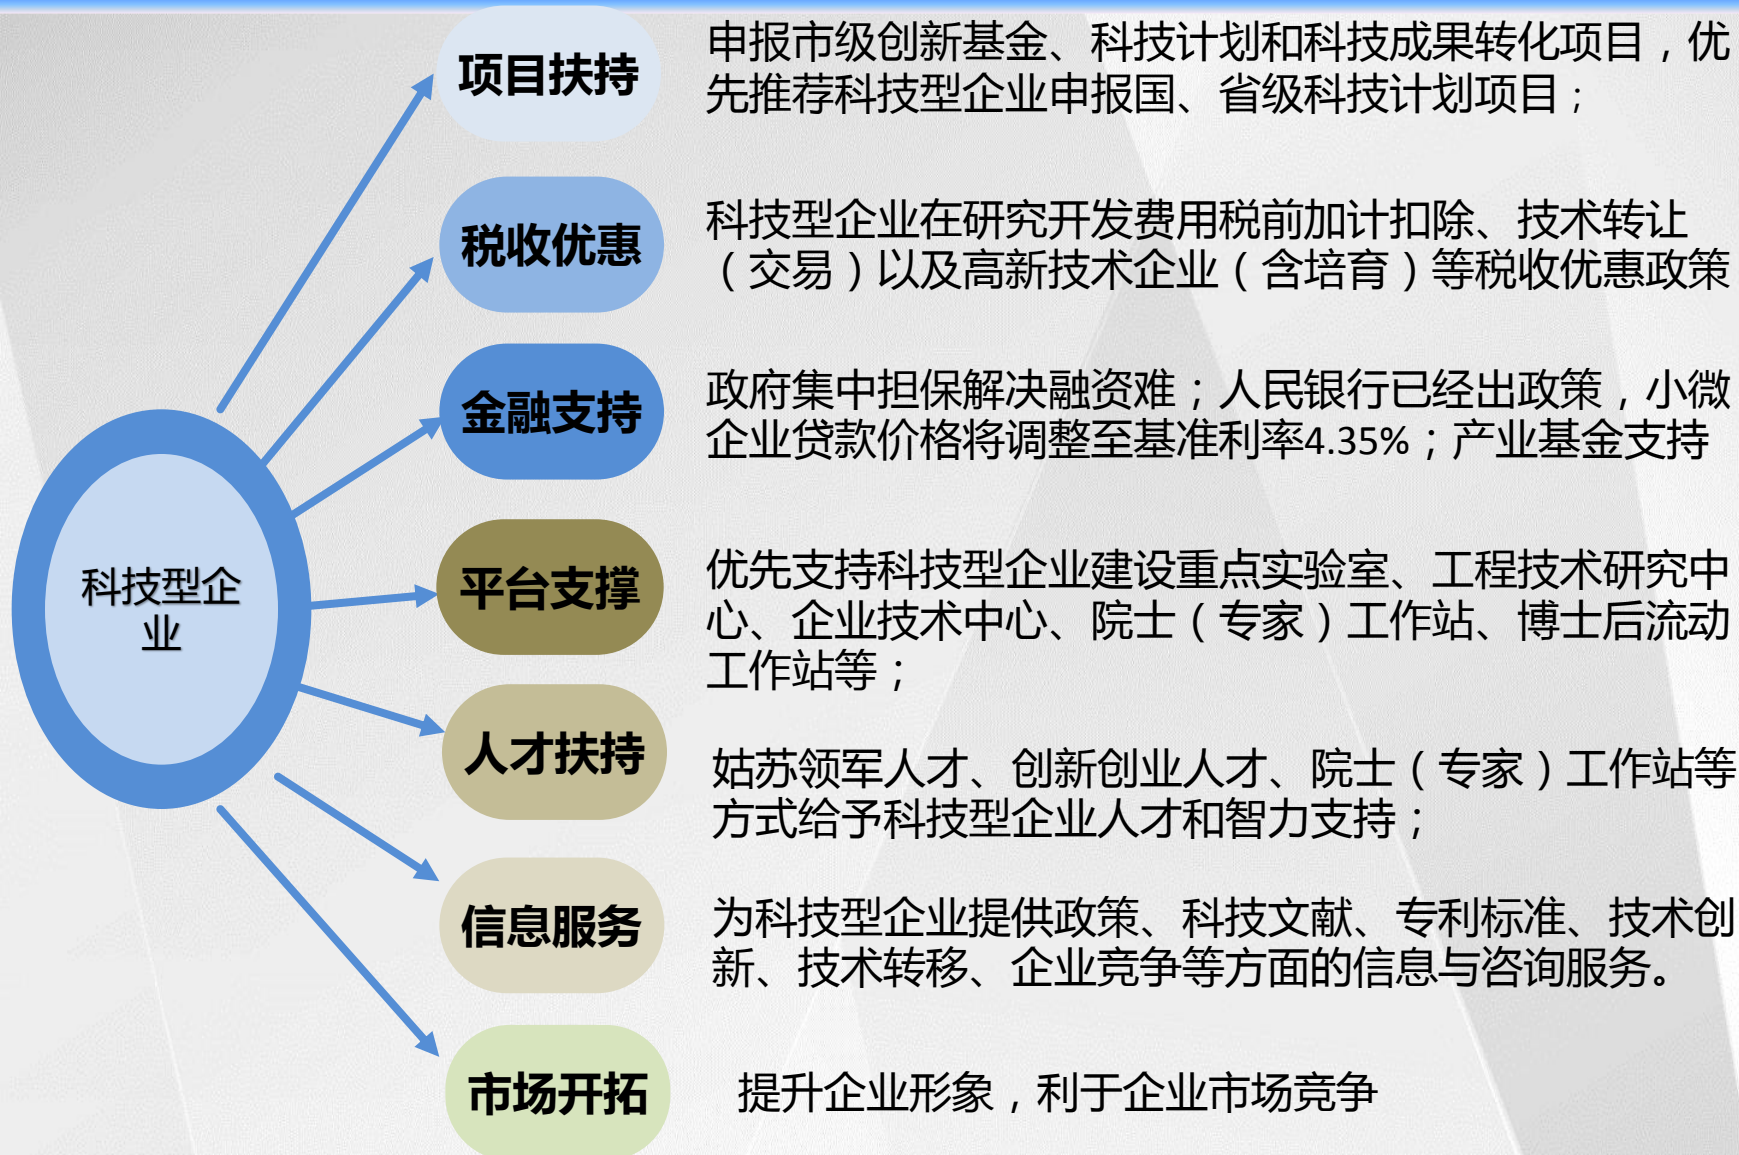 项目扶持
申报市级创新基金、科技计划和科技成果转化项目，优
先推荐科技型企业申报国、省级科技计划项目；
税收优惠
科技型企业在研究开发费用税前加计扣除、技术转让
（交易）以及高新技术企业（含培育）等税收优惠政策
金融支持
政府集中担保解决融资难；人民银行已经出政策，小微
企业贷款价格将调整至基准利率4.35%；产业基金支持
科技型企
业
平台支撑
优先支持科技型企业建设重点实验室、工程技术研究中
心、企业技术中心、院士（专家）工作站、博士后流动
工作站等；
人才扶持
姑苏领军人才、创新创业人才、院士（专家）工作站等
方式给予科技型企业人才和智力支持；
信息服务
为科技型企业提供政策、科技文献、专利标准、技术创
新、技术转移、企业竞争等方面的信息与咨询服务。
市场开拓
提升企业形象，利于企业市场竞争